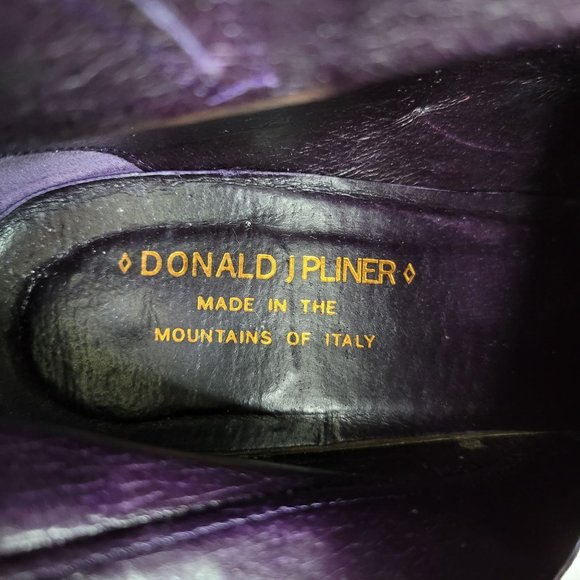 ◊ DONALD J PLINER ◊
MADE IN THE
MOUNTAINS OF ITALY